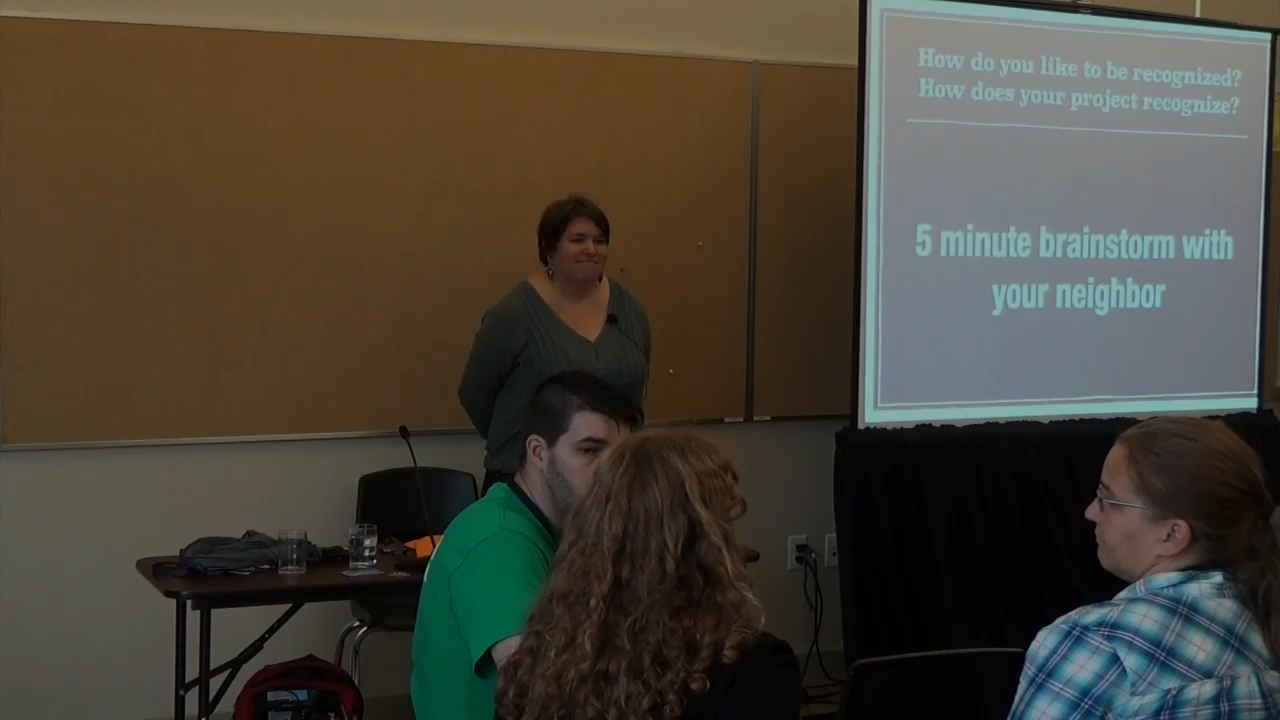 How do you like to be recognized?
How does your project recognize?
5 minute brainstorm with
your neighbor